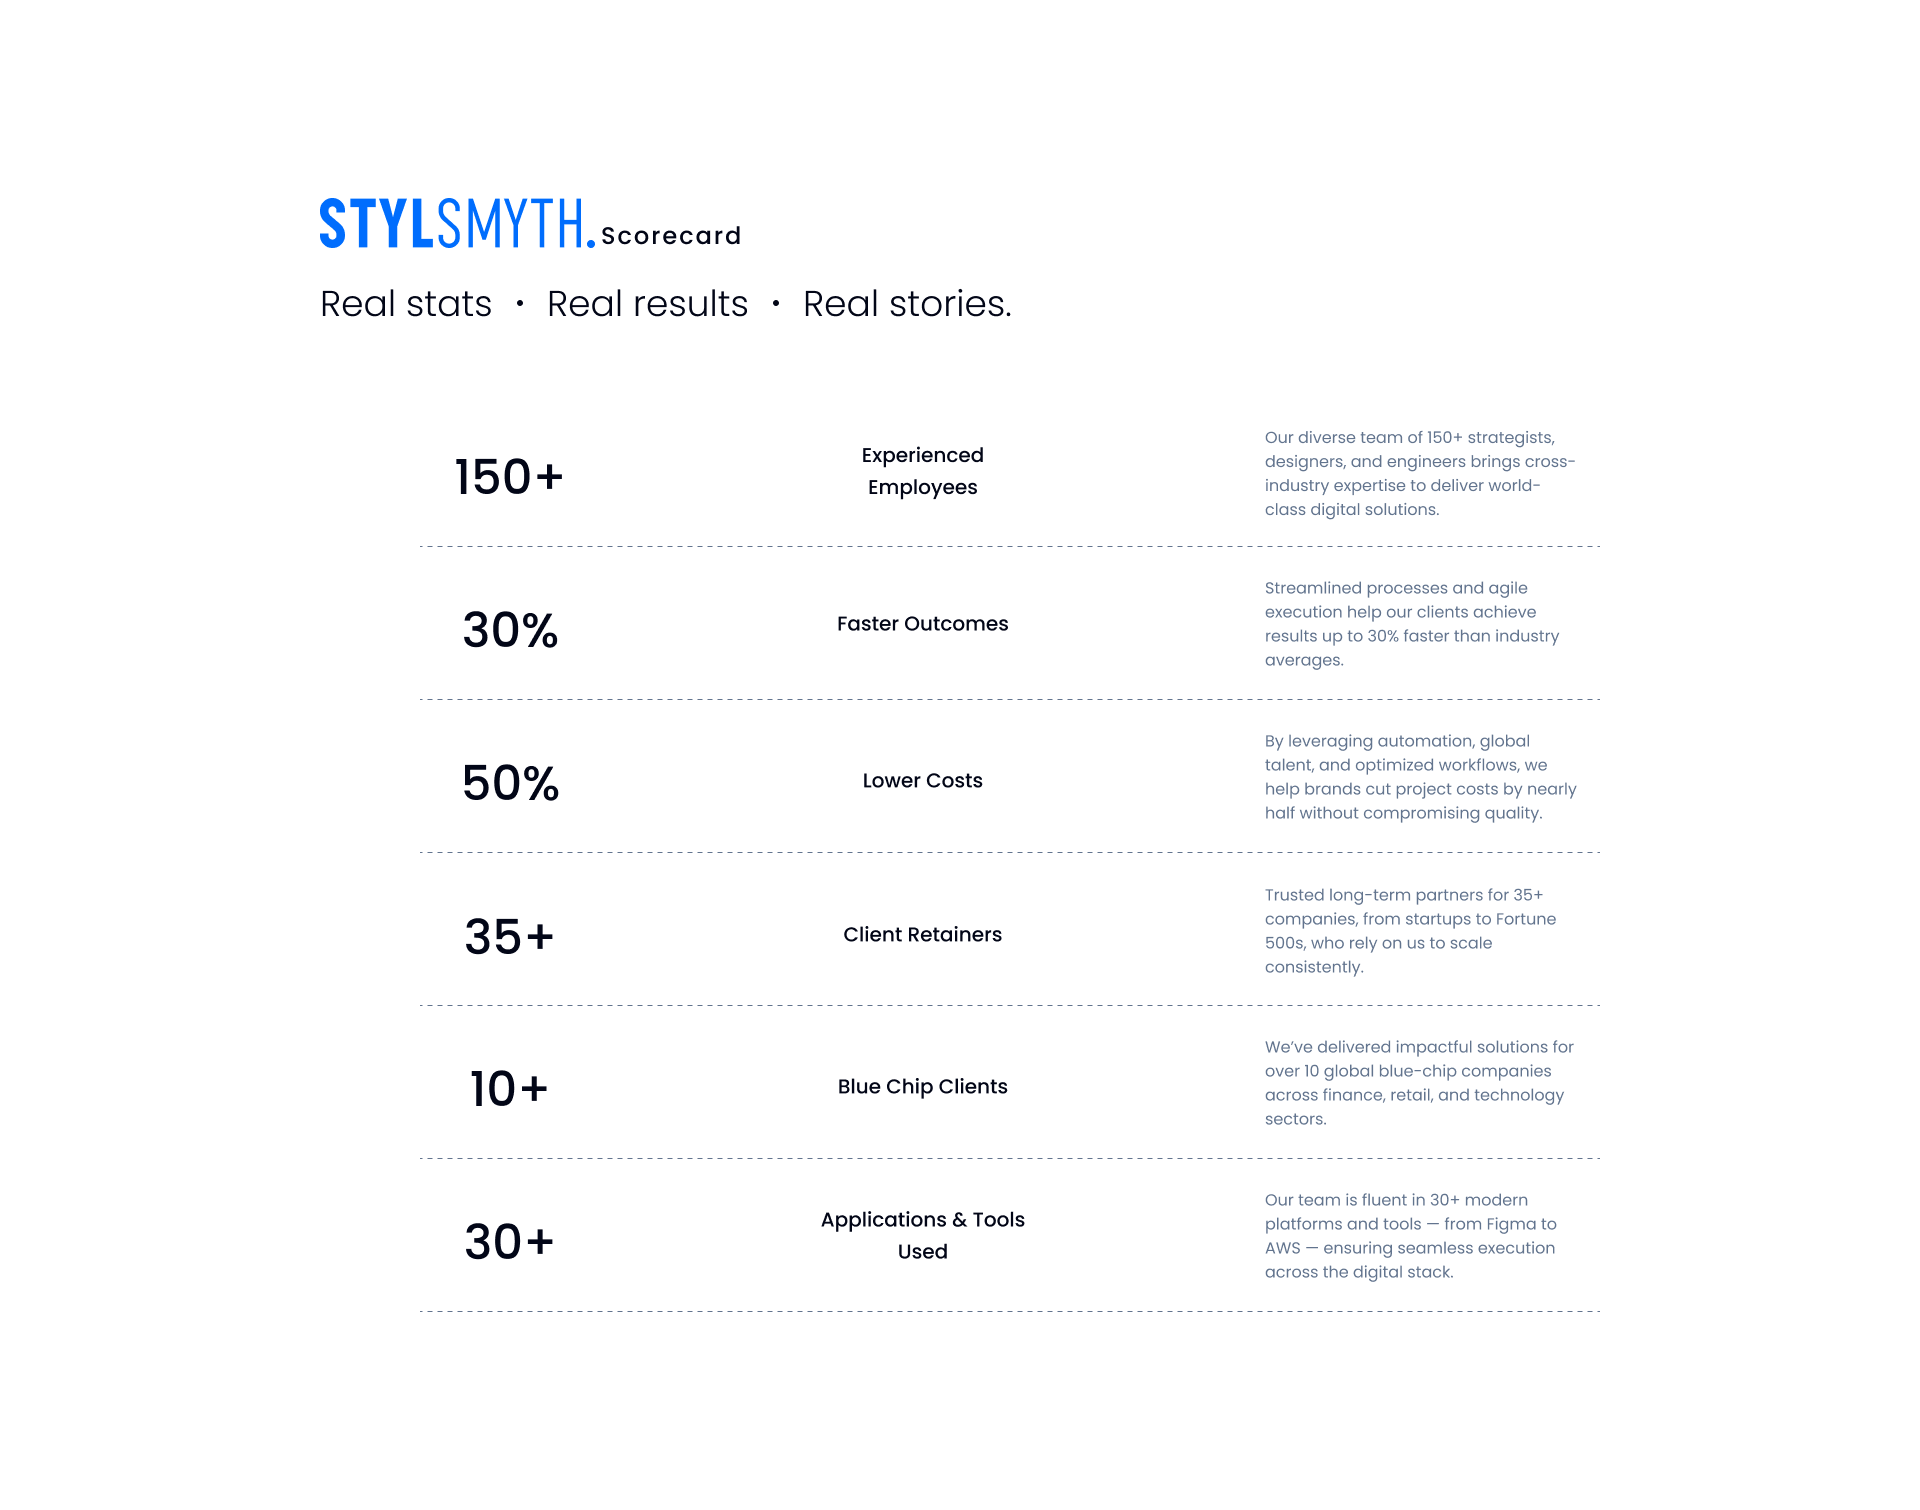 STYLSMYTH. Scorecard
Real stats • Real results • Real stories.
150+
Experienced
Employees
Our diverse team of 150+ strategists,
designers, and engineers brings cross-
industry expertise to deliver world-
class digital solutions.
30%
Faster Outcomes
Streamlined processes and agile
execution help our clients achieve
results up to 30% faster than industry
averages.
50%
Lower Costs
By leveraging automation, global
talent, and optimized workflows, we
help brands cut project costs by nearly
half without compromising quality.
35+
Client Retainers
Trusted long-term partners for 35+
companies, from startups to Fortune
500s, who rely on us to scale
consistently.
10+
Blue Chip Clients
We’ve delivered impactful solutions for
over 10 global blue-chip companies
across finance, retail, and technology
sectors.
30+
Applications & Tools
Used
Our team is fluent in 30+ modern
platforms and tools — from Figma to
AWS — ensuring seamless execution
across the digital stack.